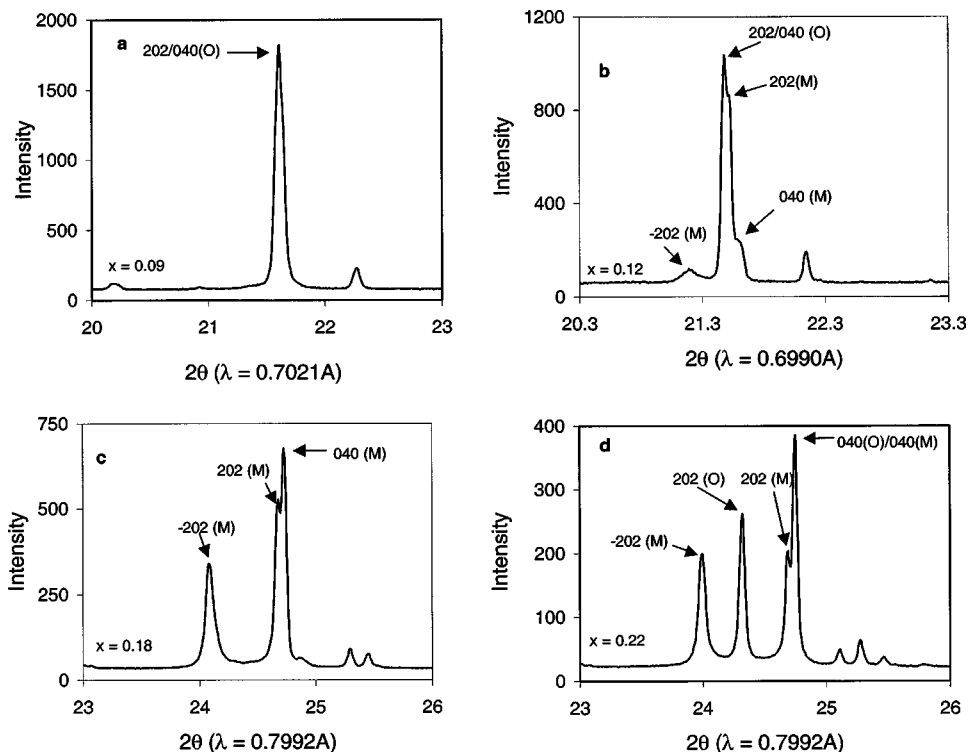 2000
a
202/040(O)
1500
1000
500
0
Intensity
x = 0.09
20
21
22
23
2θ (λ = 0.7021A)
1200
b
202/040 (O)
202(M)
800
040 (M)
400
-202 (M)
0
Intensity
x = 0.12
20.3
21.3
22.3
23.3
2θ (λ = 0.6990A)
750
c
040 (M)
202 (M)
500
-202 (M)
250
0
Intensity
x = 0.18
23
24
25
26
2θ (λ = 0.7992A)
400
d
040(O)/040(M)
202 (O)
202 (M)
300
-202 (M)
200
100
0
Intensity
x = 0.22
23
24
25
26
2θ (λ = 0.7992A)